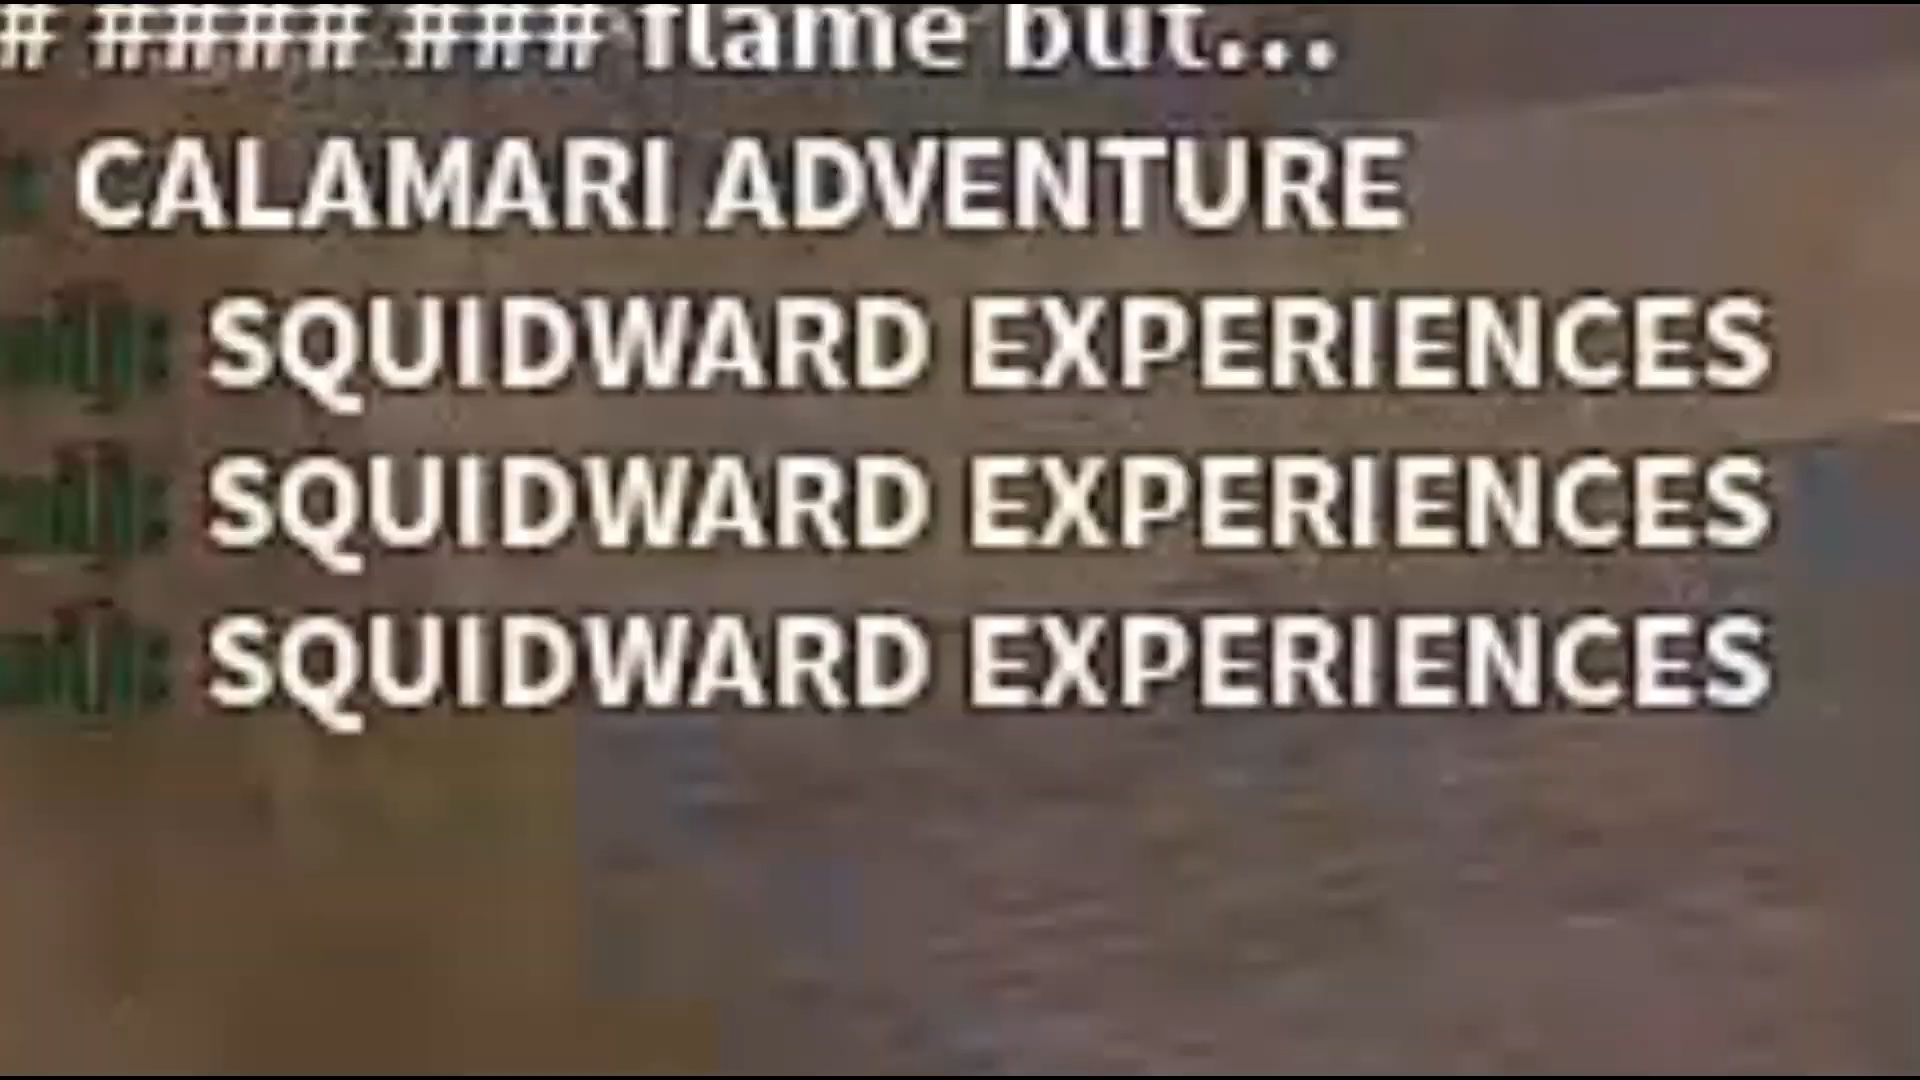 # #### ### flame but...
CALAMARI ADVENTURE
SQUIDWARD EXPERIENCES
SQUIDWARD EXPERIENCES
SQUIDWARD EXPERIENCES